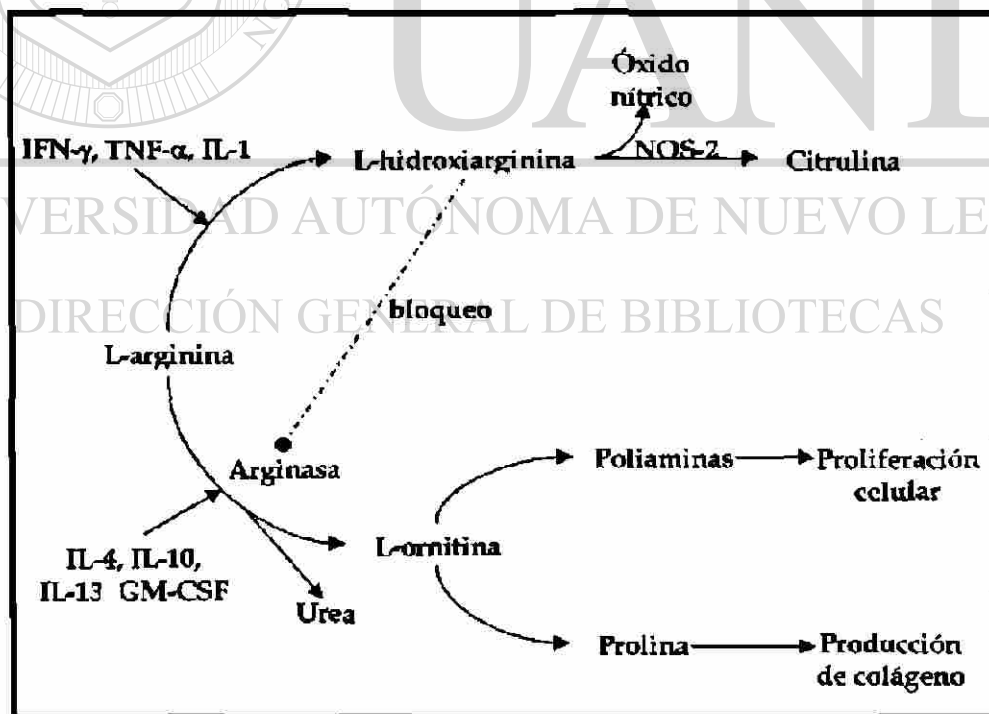 UANL
Óxido
nítrico
IFN-γ, TNF-α, IL-1
L-hidroxiarginina
NOS-2
Citrulina
VERSIDAD AUTÓNOMA DE NUEVO LE
bloqueo
DIRECCIÓN GENERAL DE BIBLIOTECAS
L-arginina
Arginasa
Poliaminas
Proliferación
celular
IL-4, IL-10,
IL-13 GM-CSF
L-ornitina
Urea
Prolina
Producción
de colágeno